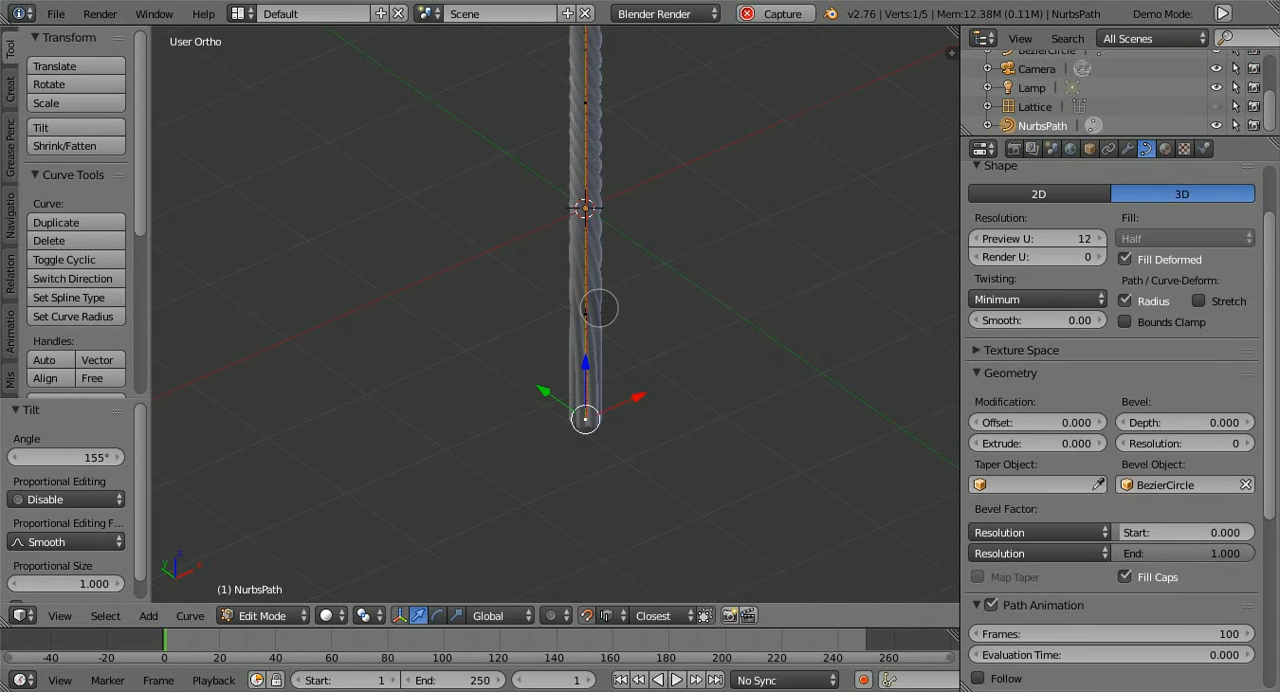 File Render Window Help Default Scene Blender Render Capture v2.76 | Verts:1/5 | Mem:12.38M (0.11M) | NurbsPath Demo Mode:
Tool
Creat
Grease Penc
Navigatio
Relation
Animatio
Mis
Transform
Translate
Rotate
Scale
Tilt
Shrink/Fatten
Curve Tools
Curve:
Duplicate
Delete
Toggle Cyclic
Switch Direction
Set Spline Type
Set Curve Radius
Handles:
Auto Vector
Align Free
Tilt
Angle
155°
Proportional Editing
Disable
Proportional Editing F...
Smooth
Proportional Size
1.000
User Ortho
z
y
x
(1) NurbsPath
View Select Add Curve Edit Mode Global Closest
-40 -20 0 20 40 60 80 100 120 140 160 180 200 220 240 260
View Marker Frame Playback Start: 1 End: 250 1 No Sync
View Search All Scenes
BezierCircle
Camera
Lamp
Lattice
NurbsPath
Shape
2D 3D
Resolution: Fill:
Preview U: 12 Half
Render U: 0 Fill Deformed
Twisting: Path / Curve-Deform:
Minimum Radius Stretch
Smooth: 0.00 Bounds Clamp
Texture Space
Geometry
Modification: Bevel:
Offset: 0.000 Depth: 0.000
Extrude: 0.000 Resolution: 0
Taper Object: Bevel Object:
BezierCircle
Bevel Factor:
Resolution Start: 0.000
Resolution End: 1.000
Map Taper Fill Caps
Path Animation
Frames: 100
Evaluation Time: 0.000
Follow